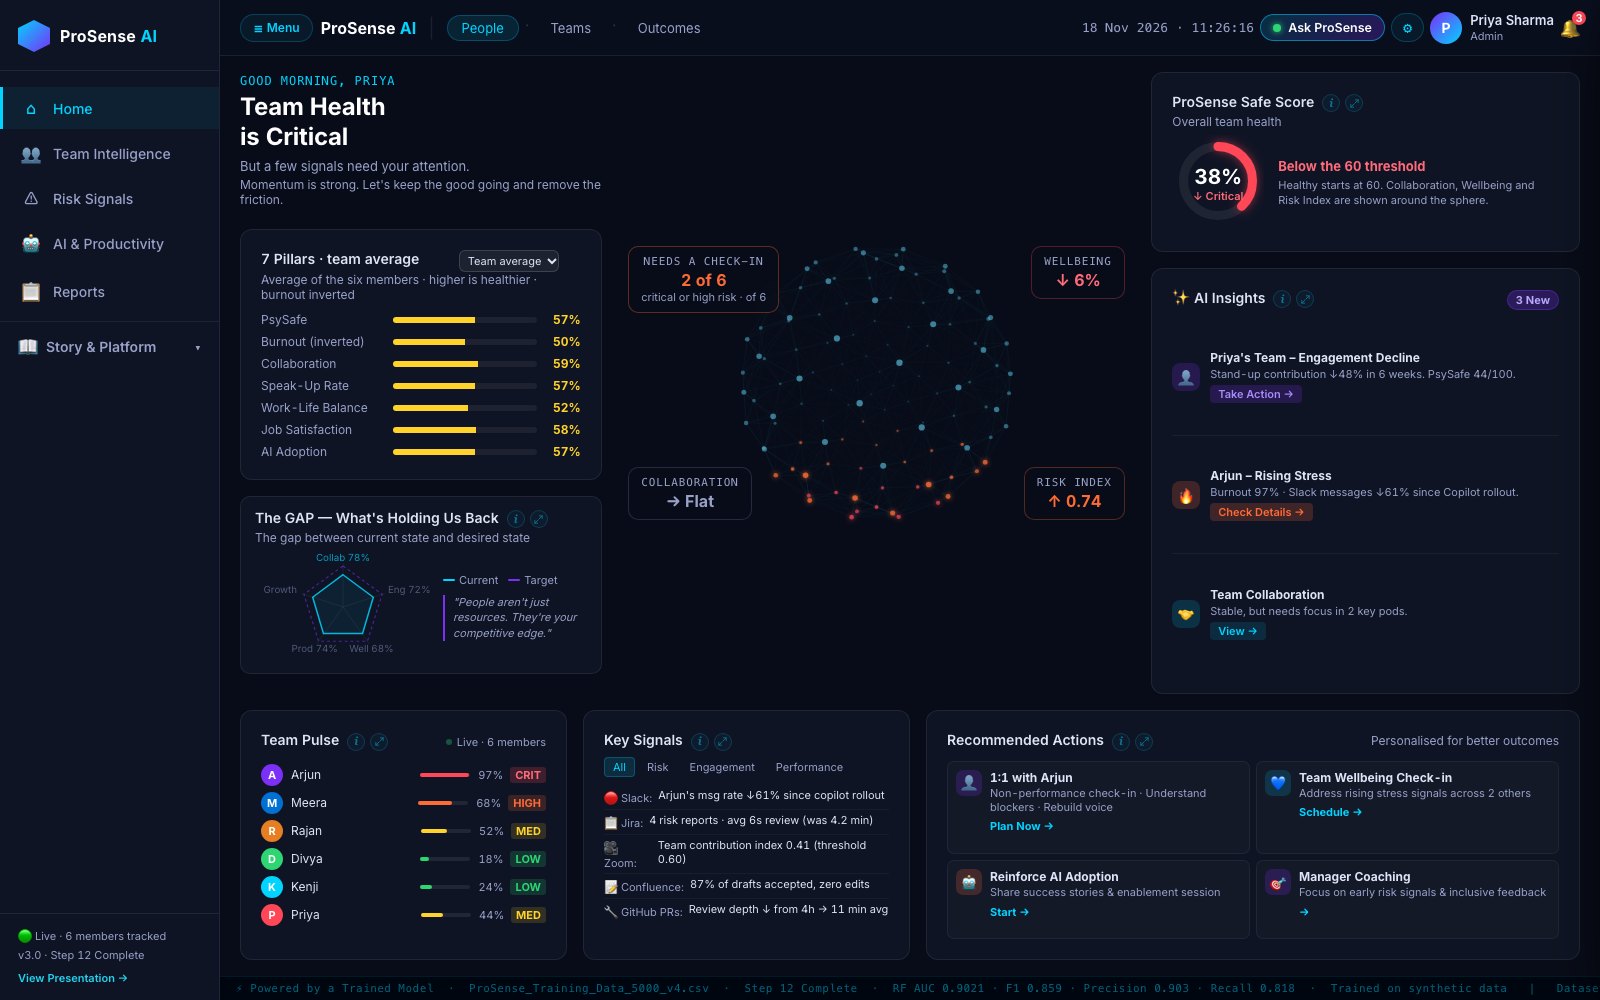 ProSense AI
Home
Team Intelligence
Risk Signals
AI & Productivity
Reports
Story & Platform
Live · 6 members tracked
v3.0 · Step 12 Complete
View Presentation →
≡ Menu
ProSense AI
People
Teams
Outcomes
18 Nov 2026 · 11:26:16
Ask ProSense
P
Priya Sharma
Admin
3
GOOD MORNING, PRIYA
Team Health
is Critical
But a few signals need your attention.
Momentum is strong. Let's keep the good going and remove the
friction.
7 Pillars · team average
Team average
Average of the six members · higher is healthier ·
burnout inverted
PsySafe 57%
Burnout (inverted) 50%
Collaboration 59%
Speak-Up Rate 57%
Work-Life Balance 52%
Job Satisfaction 58%
AI Adoption 57%
The GAP — What's Holding Us Back i
The gap between current state and desired state
Collab 78%
Growth
Eng 72%
Prod 74%
Well 68%
Current
Target
"People aren't just
resources. They're your
competitive edge."
NEEDS A CHECK-IN
2 of 6
critical or high risk · of 6
WELLBEING
↓ 6%
COLLABORATION
→ Flat
RISK INDEX
↑ 0.74
ProSense Safe Score i
Overall team health
38%
↓ Critical
Below the 60 threshold
Healthy starts at 60. Collaboration, Wellbeing and
Risk Index are shown around the sphere.
AI Insights i
3 New
Priya's Team – Engagement Decline
Stand-up contribution ↓48% in 6 weeks. PsySafe 44/100.
Take Action →
Arjun – Rising Stress
Burnout 97% · Slack messages ↓61% since Copilot rollout.
Check Details →
Team Collaboration
Stable, but needs focus in 2 key pods.
View →
Team Pulse i
Live · 6 members
A Arjun 97% CRIT
M Meera 68% HIGH
R Rajan 52% MED
D Divya 18% LOW
K Kenji 24% LOW
P Priya 44% MED
Key Signals i
All Risk Engagement Performance
Slack: Arjun's msg rate ↓61% since copilot rollout
Jira: 4 risk reports · avg 6s review (was 4.2 min)
Zoom: Team contribution index 0.41 (threshold
0.60)
Confluence: 87% of drafts accepted, zero edits
GitHub PRs: Review depth ↓ from 4h → 11 min avg
Recommended Actions i
Personalised for better outcomes
1:1 with Arjun
Non-performance check-in · Understand
blockers · Rebuild voice
Plan Now →
Team Wellbeing Check-in
Address rising stress signals across 2 others
Schedule →
Reinforce AI Adoption
Share success stories & enablement session
Start →
Manager Coaching
Focus on early risk signals & inclusive feedback
→
⚡ Powered by a Trained Model · ProSense_Training_Data_5000_v4.csv · Step 12 Complete · RF AUC 0.9021 · F1 0.859 · Precision 0.903 · Recall 0.818 · Trained on synthetic data | Datase